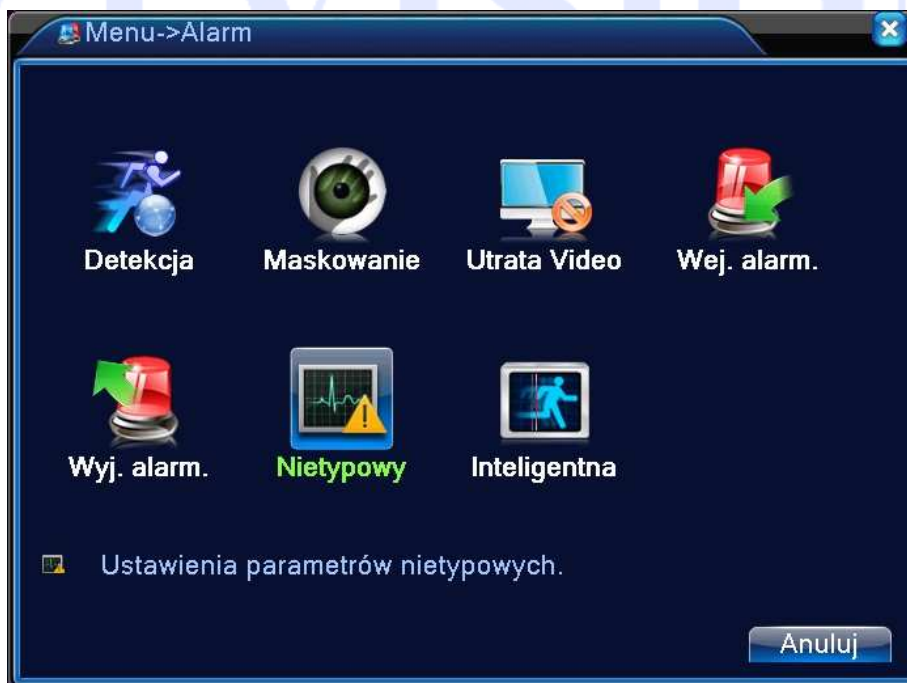 Menu->Alarm
Detekcja Maskowanie Utrata Video Wej. alarm.
Wyj. alarm. Nietypowy Inteligentna
Ustawienia parametrów nietypowych.
Anuluj